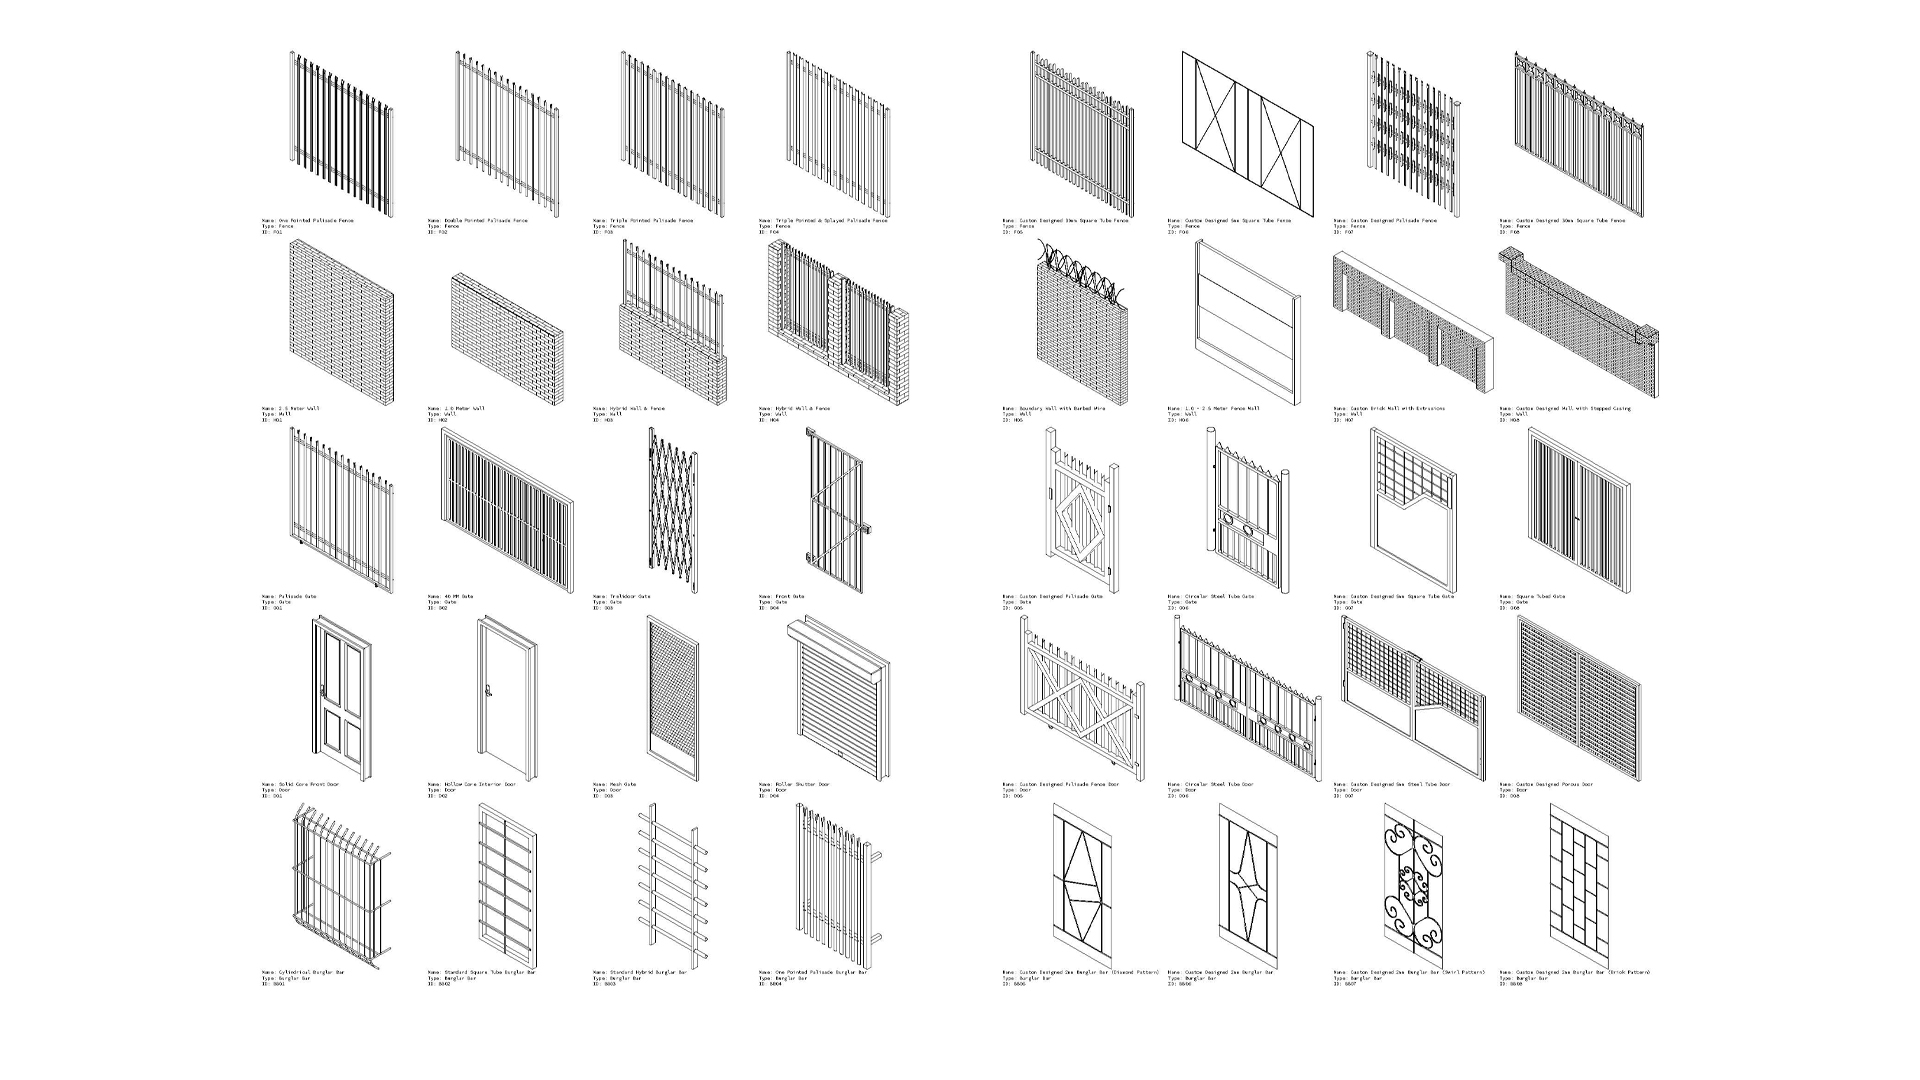 Name: One Pointed Palisade Fence
Type: Fence
ID: F01
Name: Double Pointed Palisade Fence
Type: Fence
ID: F02
Name: Triple Pointed Palisade Fence
Type: Fence
ID: F03
Name: Triple Pointed & Splayed Palisade Fence
Type: Fence
ID: F04
Name: Custom Designed 30mm Square Tube Fence
Type: Fence
ID: F05
Name: Custom Designed 5mm Square Tube Fence
Type: Fence
ID: F06
Name: Custom Designed Palisade Fence
Type: Fence
ID: F07
Name: Custom Designed 30mm Square Tube Fence
Type: Fence
ID: F08
Name: 2.5 Meter Wall
Type: Wall
ID: W01
Name: 1.0 Meter Wall
Type: Wall
ID: W02
Name: Hybrid Wall & Fence
Type: Wall
ID: W03
Name: Hybrid Wall & Fence
Type: Wall
ID: W04
Name: Boundary Wall with Barbed Wire
Type: Wall
ID: W05
Name: 1.0 - 2.5 Meter Fence Wall
Type: Wall
ID: W06
Name: Custom Brick Wall with Extrusions
Type: Wall
ID: W07
Name: Custom Designed Wall with Stepped Casing
Type: Wall
ID: W08
Name: Palisade Gate
Type: Gate
ID: G01
Name: 40 MM Gate
Type: Gate
ID: G02
Name: Trellidoor Gate
Type: Gate
ID: G03
Name: Front Gate
Type: Gate
ID: G04
Name: Custom Designed Palisade Gate
Type: Gate
ID: G05
Name: Circular Steel Tube Gate
Type: Gate
ID: G06
Name: Custom Designed 5mm Square Tube Gate
Type: Gate
ID: G07
Name: Square Tubed Gate
Type: Gate
ID: G08
Name: Solid Core Front Door
Type: Door
ID: D01
Name: Hollow Core Interior Door
Type: Door
ID: D02
Name: Mesh Gate
Type: Door
ID: D03
Name: Roller Shutter Door
Type: Door
ID: D04
Name: Custom Designed Palisade Fence Door
Type: Door
ID: D05
Name: Circular Steel Tube Door
Type: Door
ID: D06
Name: Custom Designed 5mm Steel Tube Door
Type: Door
ID: D07
Name: Custom Designed Porous Door
Type: Door
ID: D08
Name: Cylindrical Burglar Bar
Type: Burglar Bar
ID: BB01
Name: Standard Square Tube Burglar Bar
Type: Burglar Bar
ID: BB02
Name: Standard Hybrid Burglar Bar
Type: Burglar Bar
ID: BB03
Name: One Pointed Palisade Burglar Bar
Type: Burglar Bar
ID: BB04
Name: Custom Designed 2mm Burglar Bar (Diamond Pattern)
Type: Burglar Bar
ID: BB05
Name: Custom Designed 2mm Burglar Bar
Type: Burglar Bar
ID: BB06
Name: Custom Designed 2mm Burglar Bar (Swirl Pattern)
Type: Burglar Bar
ID: BB07
Name: Custom Designed 2mm Burglar Bar (Brick Pattern)
Type: Burglar Bar
ID: BB08